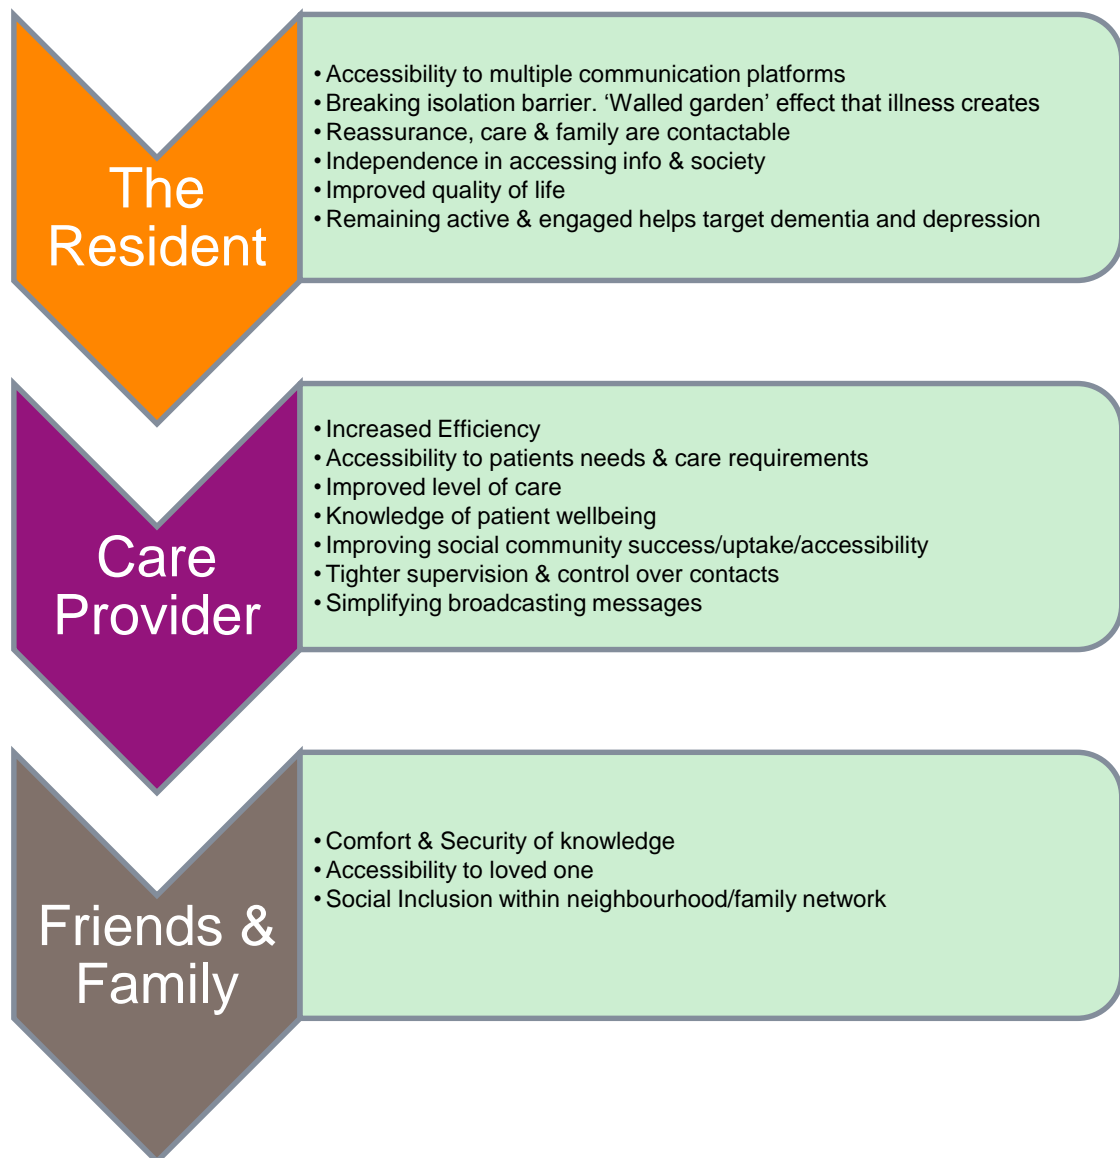 The
Resident
• Accessibility to multiple communication platforms
• Breaking isolation barrier. ‘Walled garden’ effect that illness creates
• Reassurance, care & family are contactable
• Independence in accessing info & society
• Improved quality of life
• Remaining active & engaged helps target dementia and depression
Care
Provider
• Increased Efficiency
• Accessibility to patients needs & care requirements
• Improved level of care
• Knowledge of patient wellbeing
• Improving social community success/uptake/accessibility
• Tighter supervision & control over contacts
• Simplifying broadcasting messages
Friends &
Family
• Comfort & Security of knowledge
• Accessibility to loved one
• Social Inclusion within neighbourhood/family network